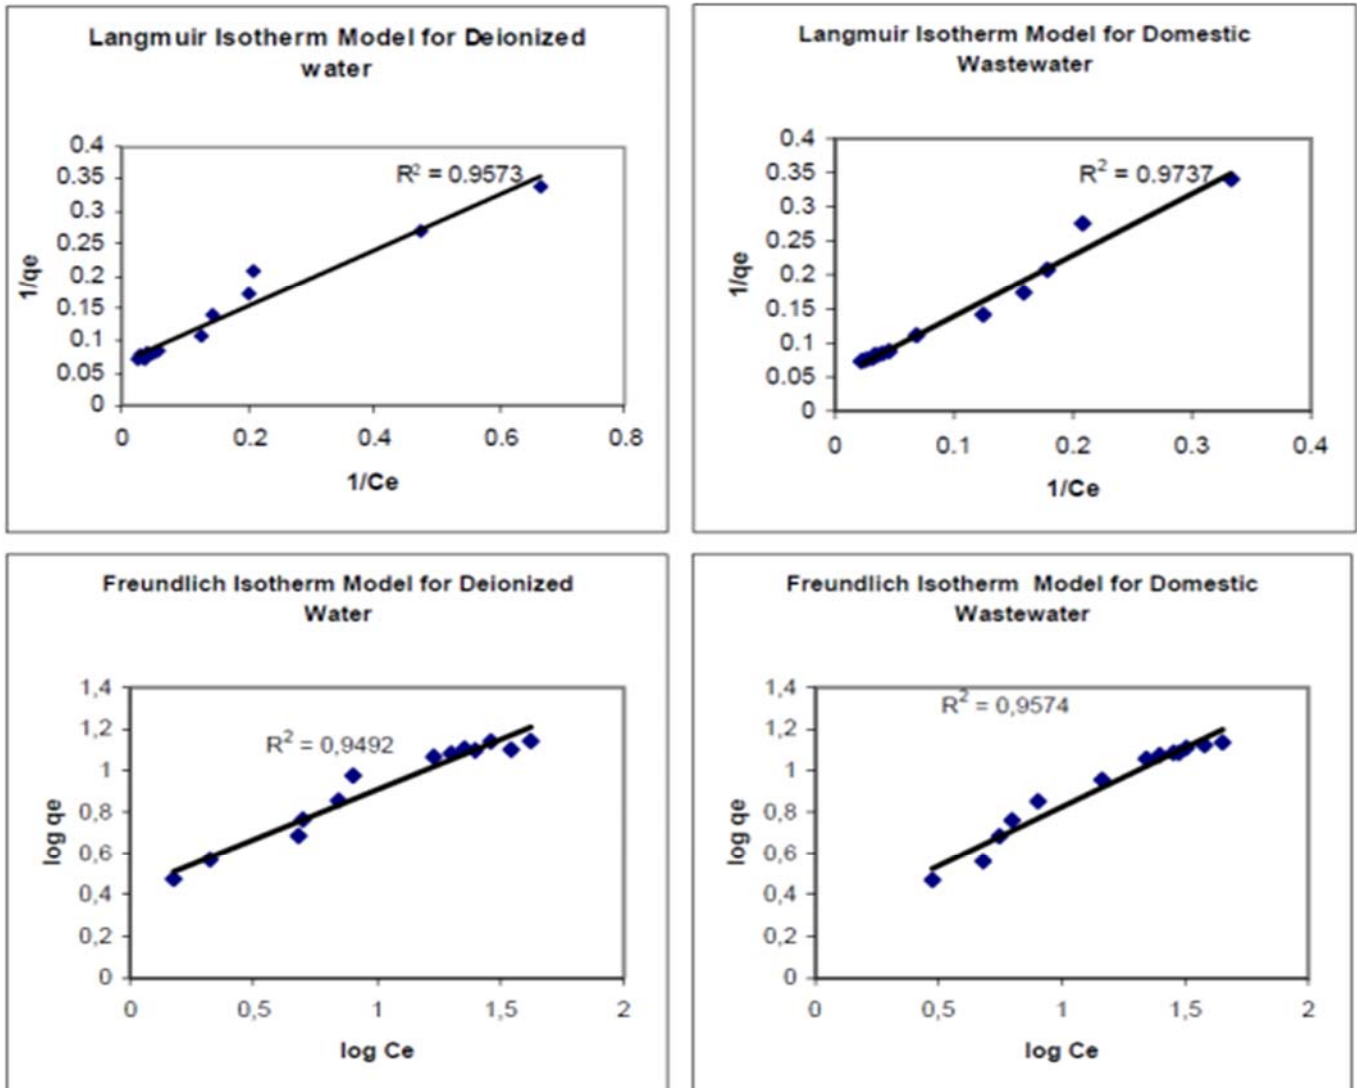 Langmuir Isotherm Model for Deionized
water
R² = 0.9573
0.4
0.35
0.3
0.25
0.2
0.15
0.1
0.05
0
1/qe
0
0.2
0.4
0.6
0.8
1/Ce
Langmuir Isotherm Model for Domestic
Wastewater
R² = 0.9737
0.4
0.35
0.3
0.25
0.2
0.15
0.1
0.05
0
1/qe
0
0.1
0.2
0.3
0.4
1/Ce
Freundlich Isotherm Model for Deionized
Water
R² = 0,9492
1,4
1,2
1
0,8
0,6
0,4
0,2
0
log qe
0
0,5
1
1,5
2
log Ce
Freundlich Isotherm Model for Domestic
Wastewater
R² = 0,9574
1,4
1,2
1
0,8
0,6
0,4
0,2
0
log qe
0
0,5
1
1,5
2
log Ce